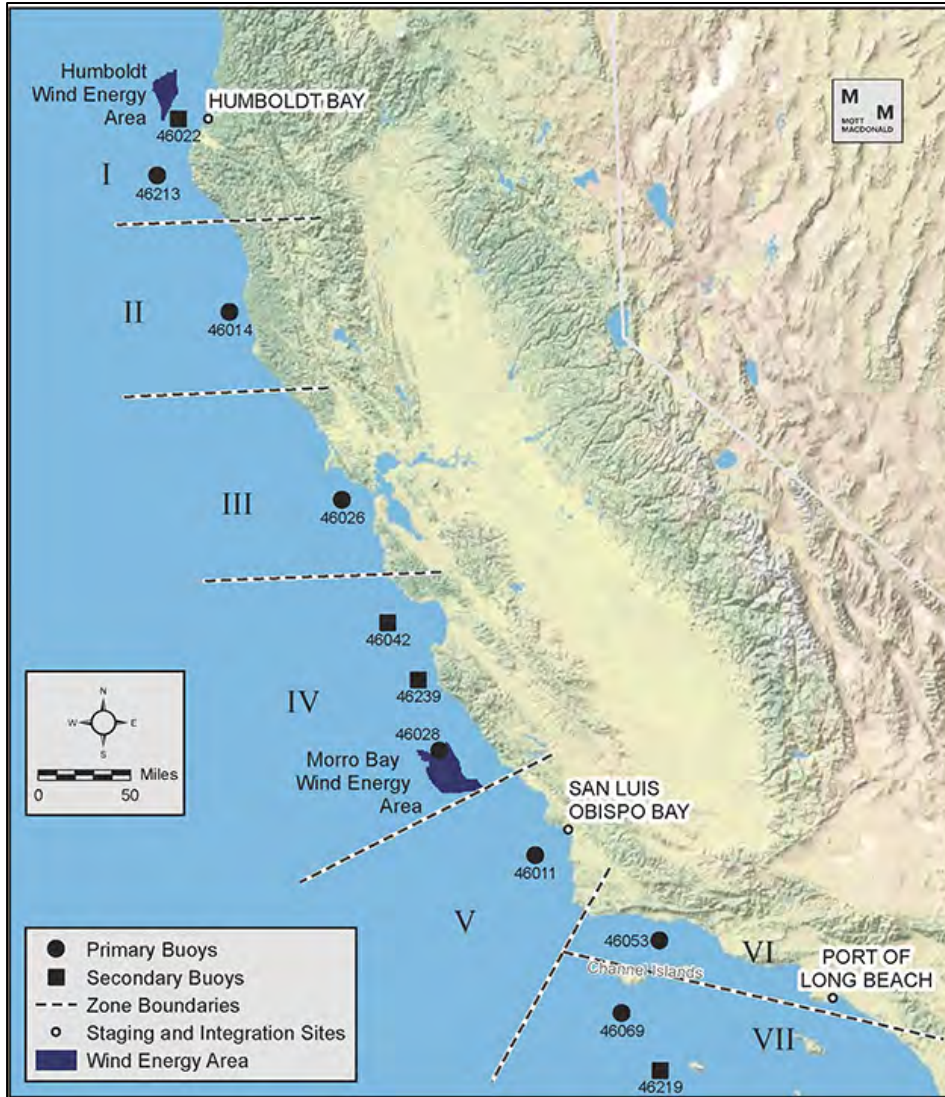 Humboldt
Wind Energy
Area
HUMBOLDT BAY
46022
I
46213
M
M
MOTT
MACDONALD
II
46014
III
46026
46042
46239
IV
46028
Morro Bay
Wind Energy
Area
N
W
E
S
Miles
0
50
SAN LUIS
OBISPO BAY
46011
V
46053
VI
Channel Islands
PORT OF
LONG BEACH
46069
VII
46219
Primary Buoys
Secondary Buoys
Zone Boundaries
Staging and Integration Sites
Wind Energy Area